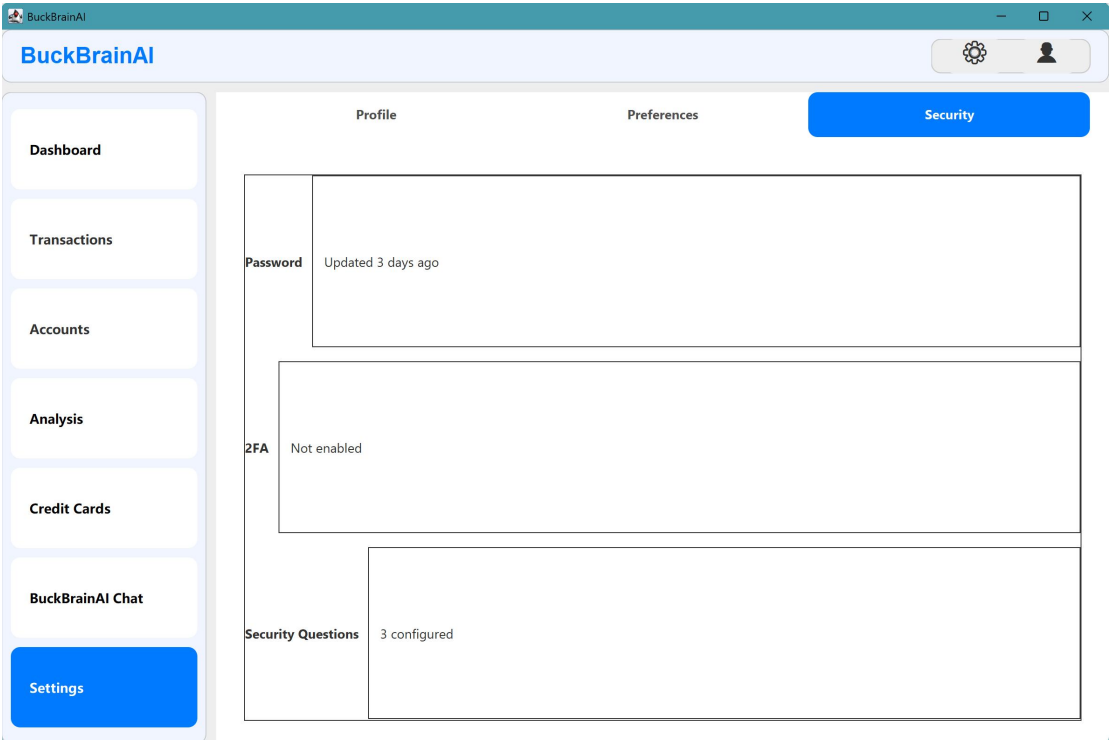 BuckBrainAI
BuckBrainAI
Profile
Preferences
Security
Dashboard
Transactions
Accounts
Analysis
Credit Cards
BuckBrainAI Chat
Settings
Password
Updated 3 days ago
2FA
Not enabled
Security Questions
3 configured